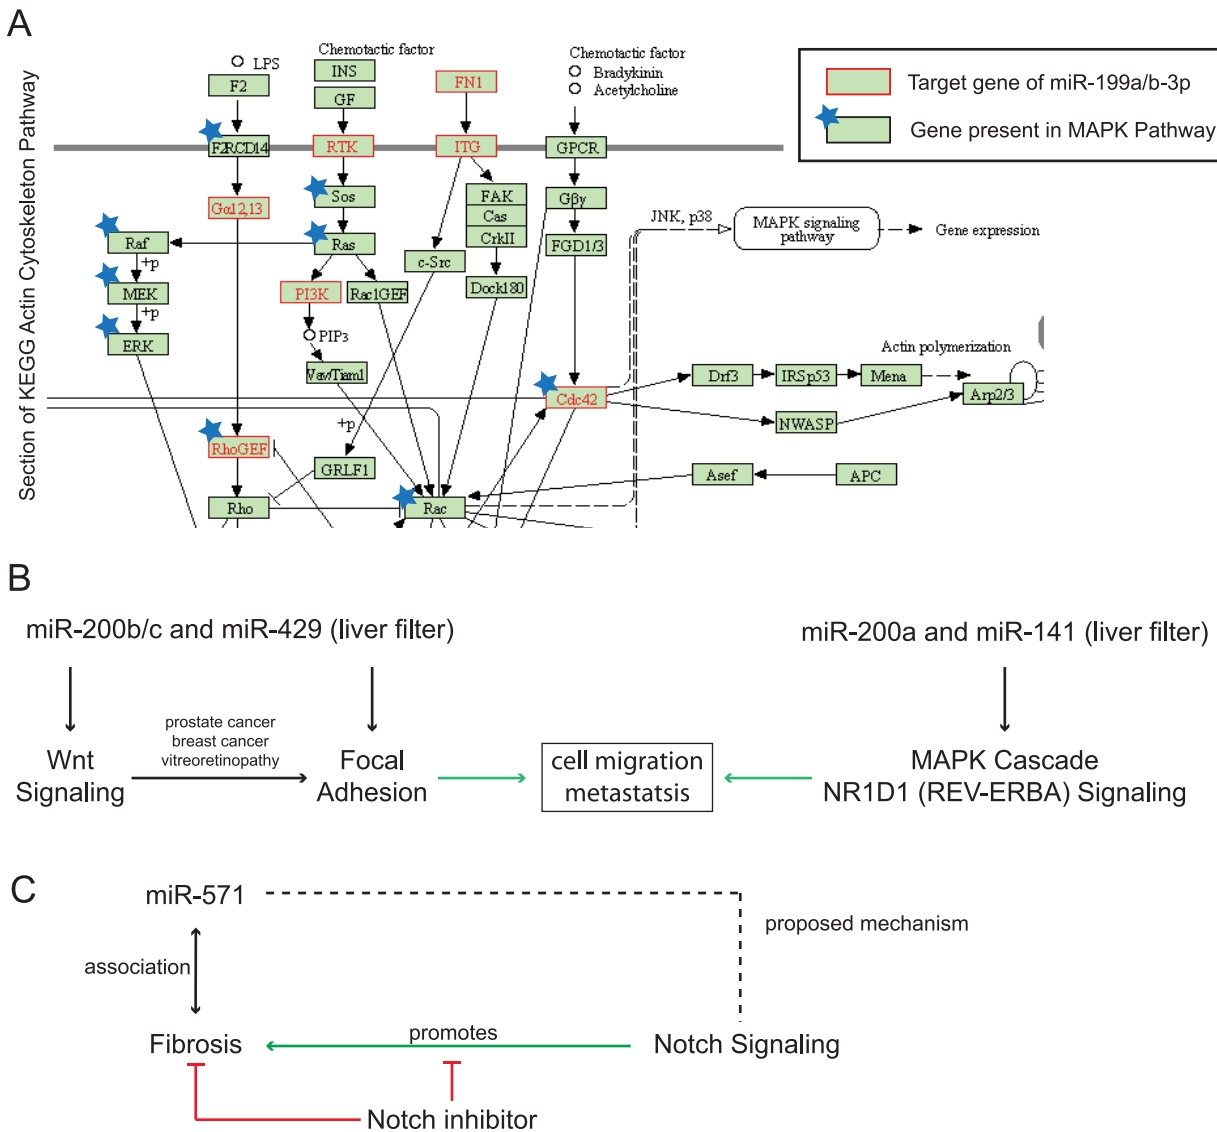 A
Section of KEGG Actin Cytoskeleton Pathway
LPS
F2
F2RCD14
Gα12,13
Raf
+p
MEK
+p
ERK
RhoGEF
Rho
Chemotactic factor
INS
GF
RTK
Sos
Ras
PI3K
Rac1GEF
PIP3
Vav/Tiam1
+p
GRLF1
Rac
FN1
ITG
FAK
Cas
CrkII
c-Src
Dock180
Chemotactic factor
Bradykinin
Acetylcholine
GPCR
Gβγ
FGD1/3
Cdc42
JNK, p38
MAPK signaling
pathway
Gene expression
Actin polymerization
Drf3
IRSp53
Mena
Arp2/3
NWASP
Asef
APC
Target gene of miR-199a/b-3p
Gene present in MAPK Pathway
B
miR-200b/c and miR-429 (liver filter)
miR-200a and miR-141 (liver filter)
prostate cancer
breast cancer
vitreoretinopathy
Wnt
Signaling
Focal
Adhesion
cell migration
metastatsis
MAPK Cascade
NR1D1 (REV-ERBA) Signaling
C
miR-571
proposed mechanism
association
promotes
Fibrosis
Notch Signaling
Notch inhibitor